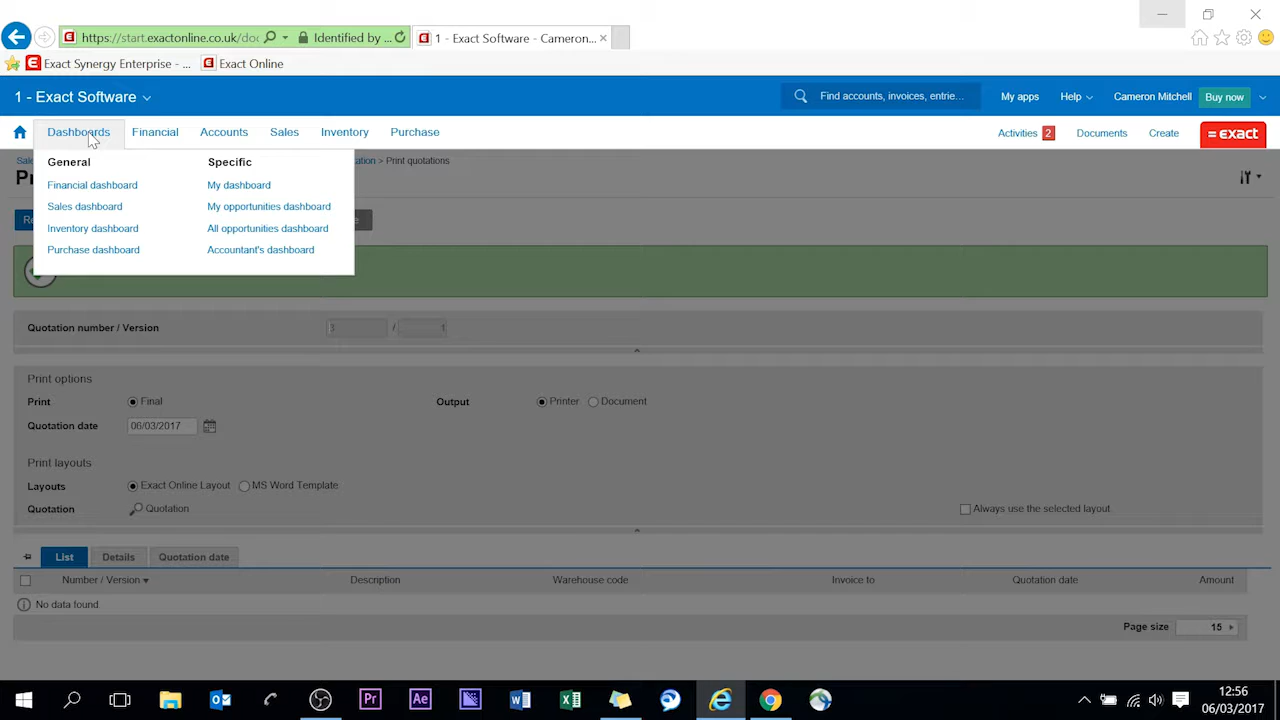 https://start.exactonline.co.uk/doc
Identified by ...
1 - Exact Software - Cameron...
Exact Synergy Enterprise - ...
Exact Online
1 - Exact Software
Find accounts, invoices, entrie...
My apps
Help
Cameron Mitchell
Buy now
Dashboards
Financial
Accounts
Sales
Inventory
Purchase
Activities 2
Documents
Create
=exact
General
Specific
ation > Print quotations
Financial dashboard
My dashboard
Sales dashboard
My opportunities dashboard
Inventory dashboard
All opportunities dashboard
Purchase dashboard
Accountant's dashboard
Quotation number / Version
3 / 1
Print options
Print
Final
Output
Printer
Document
Quotation date
06/03/2017
Print layouts
Layouts
Exact Online Layout
MS Word Template
Quotation
Quotation
Always use the selected layout
List
Details
Quotation date
Number / Version
Description
Warehouse code
Invoice to
Quotation date
Amount
No data found
Page size
15
12:56
06/03/2017